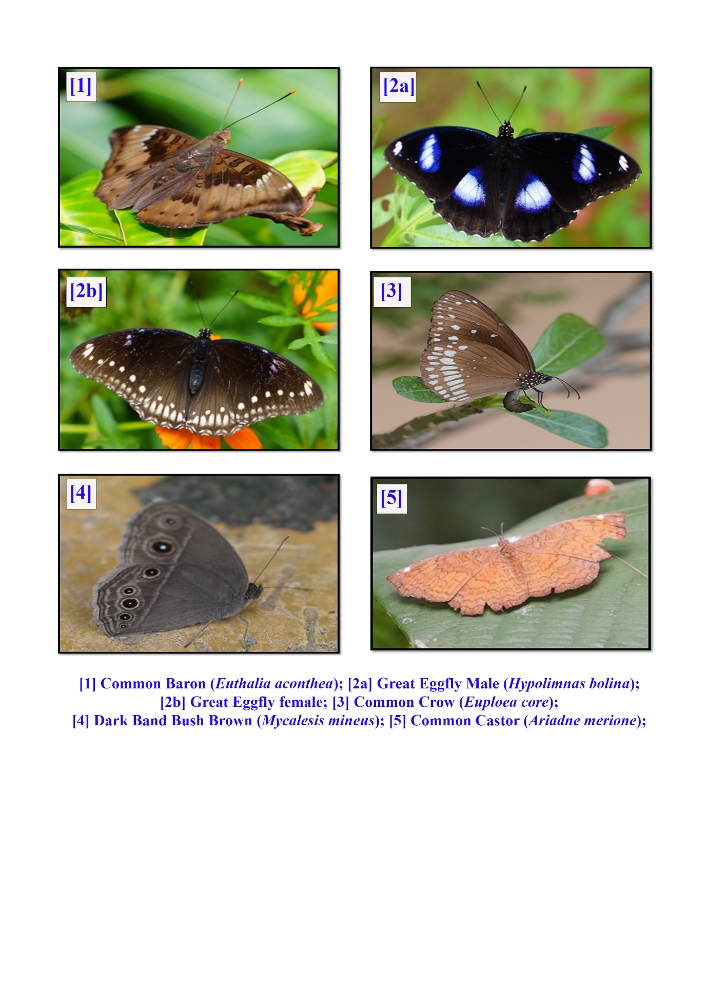 [1]
[2a]
[2b]
[3]
[4]
[5]
[1] Common Baron (Euthalia aconthea); [2a] Great Eggfly Male (Hypolimnas bolina);
[2b] Great Eggfly female; [3] Common Crow (Euploea core);
[4] Dark Band Bush Brown (Mycalesis mineus); [5] Common Castor (Ariadne merione);